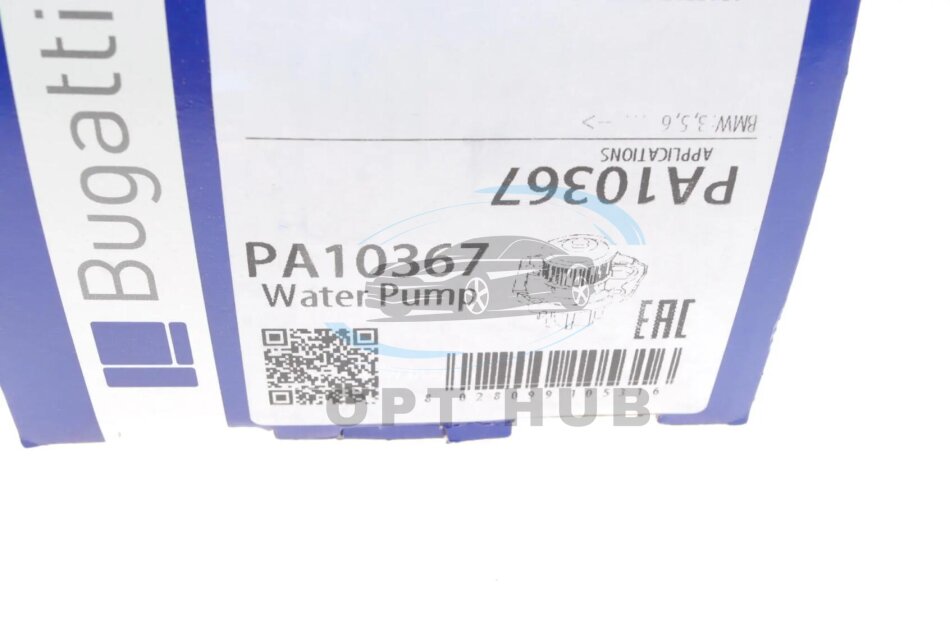 Bugatti
BMW: 3,5,6 ... -->
APPLICATIONS
PA10367
PA10367
Water Pump
EAC
OPT HUB